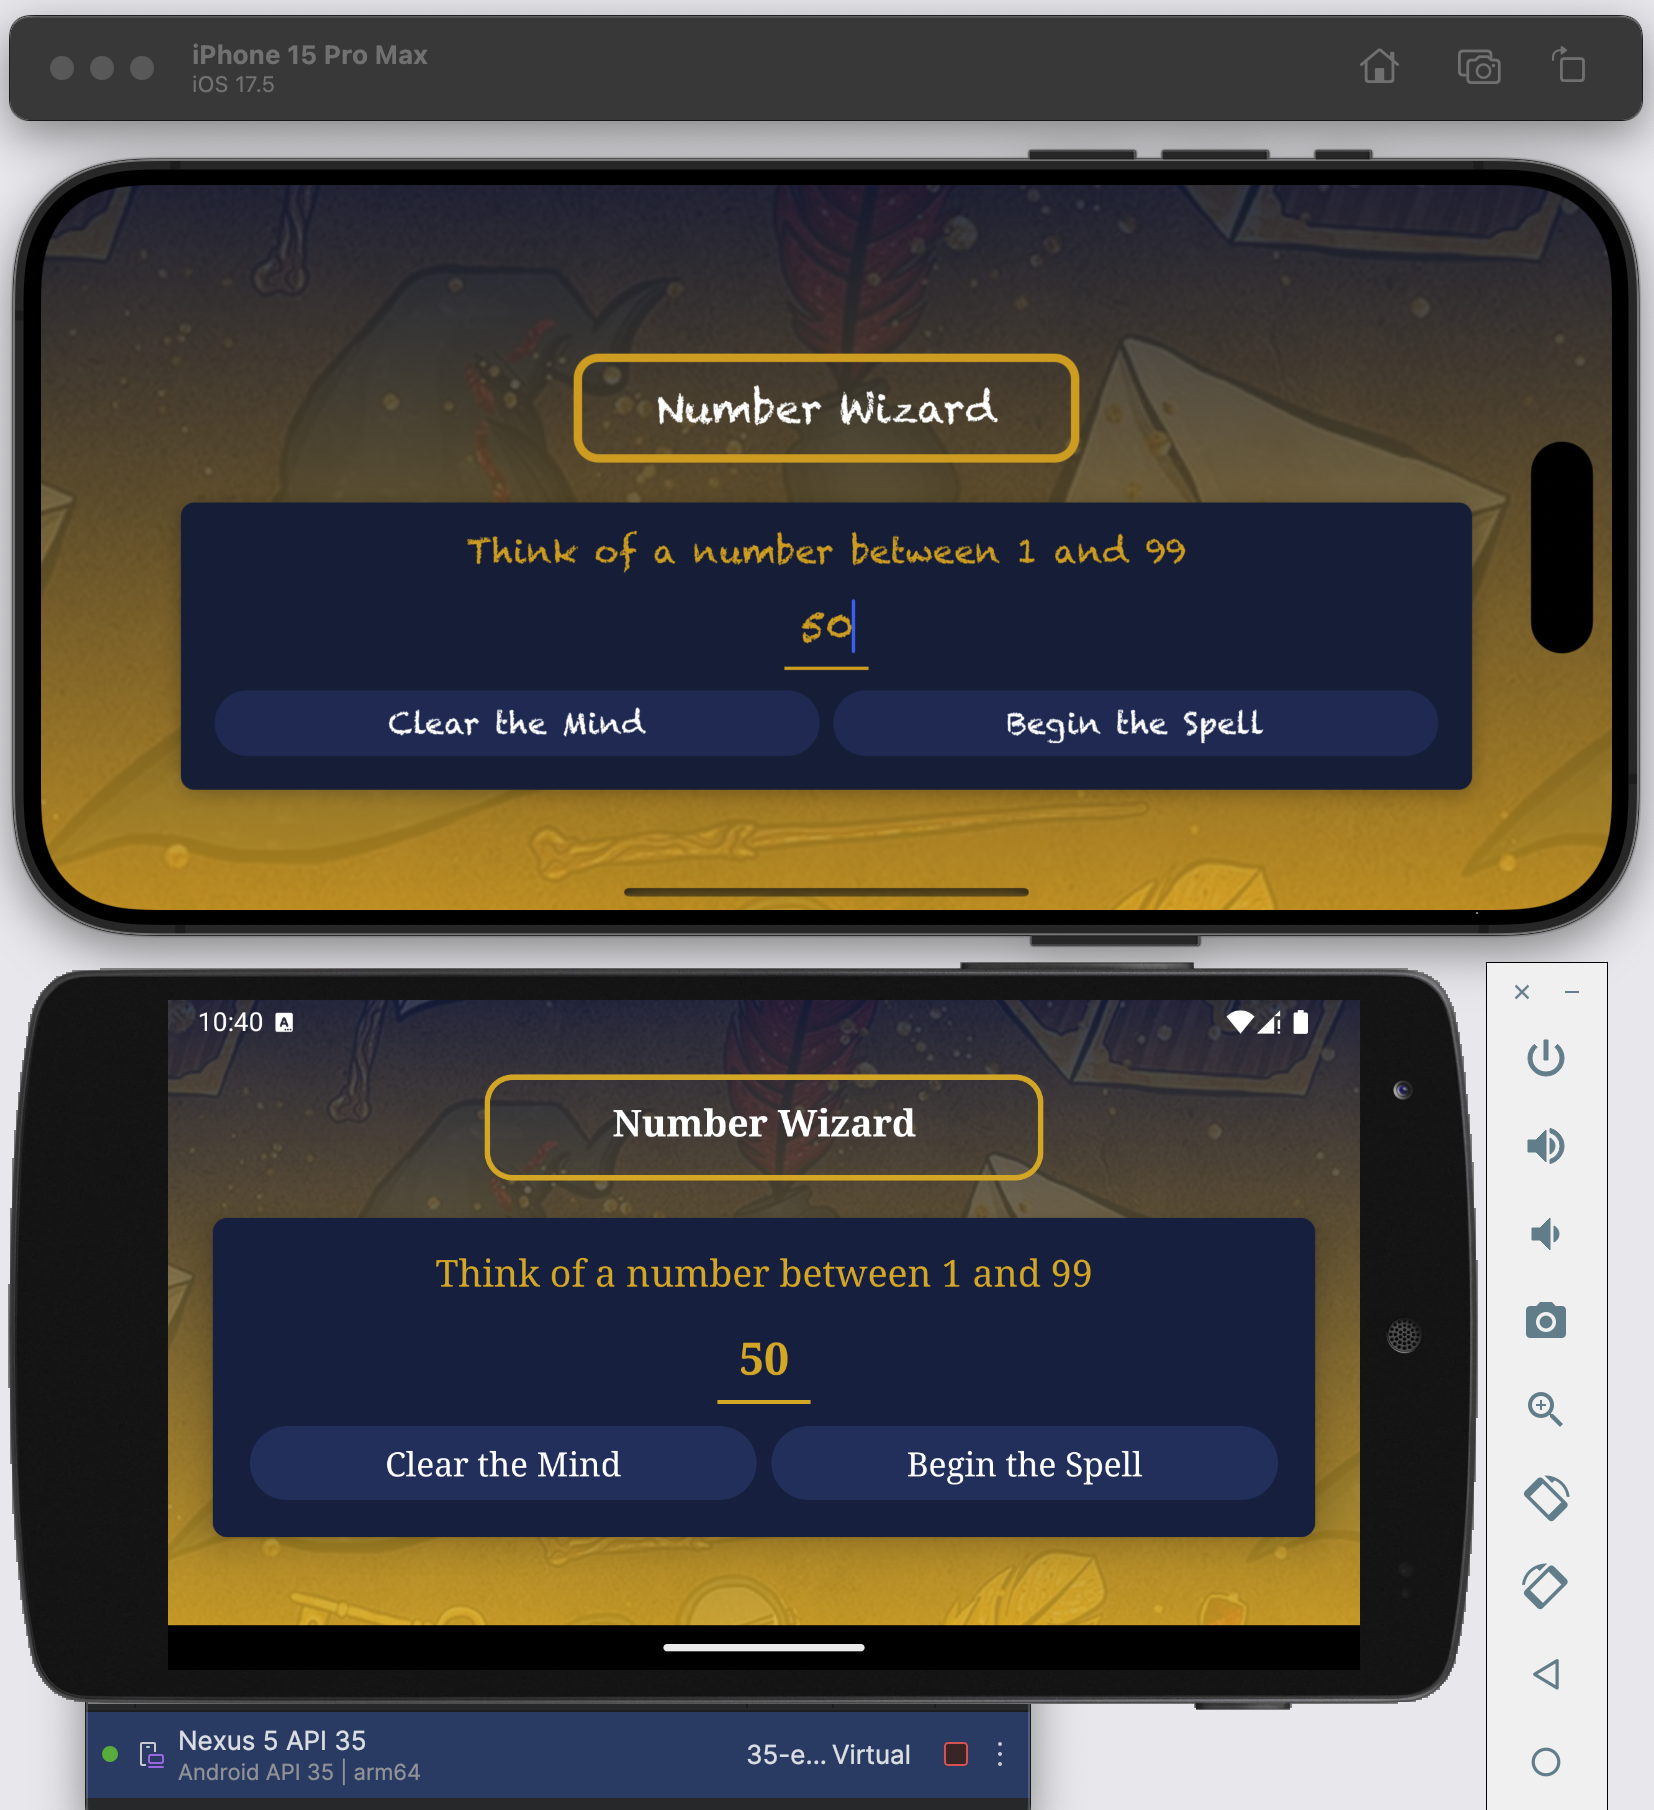 iPhone 15 Pro Max
iOS 17.5
Number Wizard
Think of a number between 1 and 99
50
Clear the Mind
Begin the Spell
10:40 A
Number Wizard
Think of a number between 1 and 99
50
Clear the Mind
Begin the Spell
Nexus 5 API 35
Android API 35 | arm64
35-e... Virtual